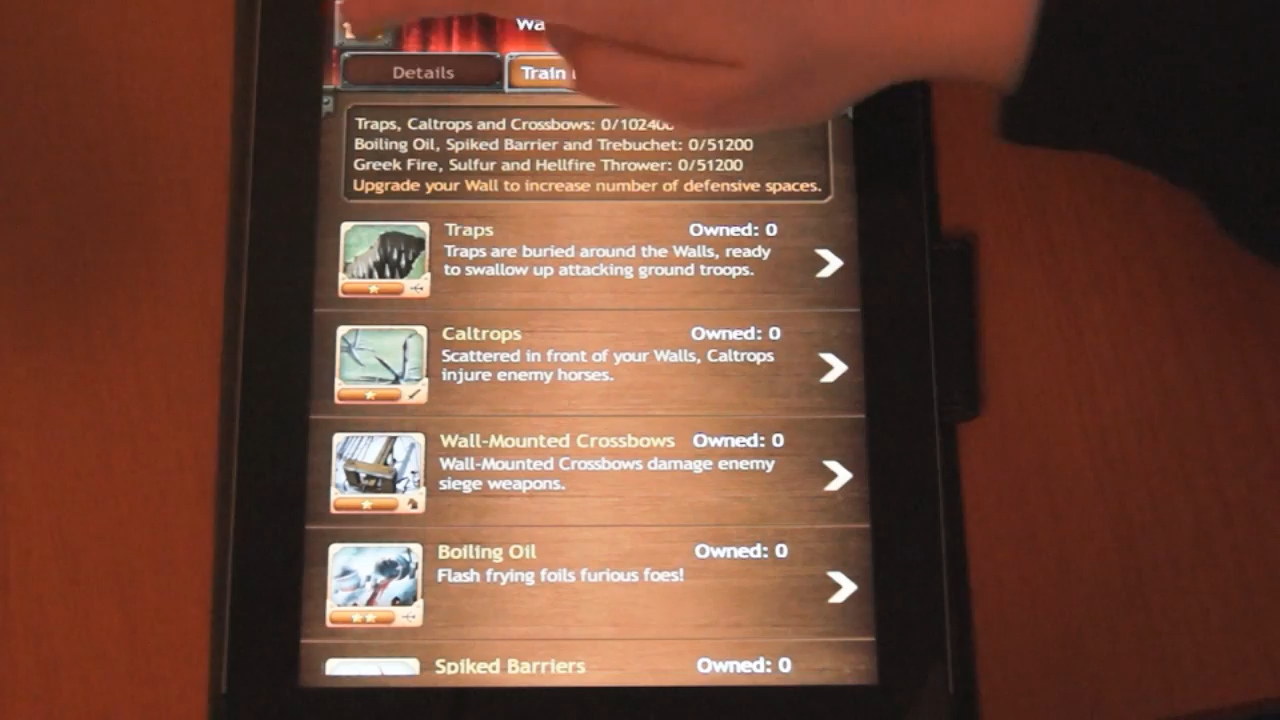 Wa
Details
Train
Traps, Caltrops and Crossbows: 0/102400
Boiling Oil, Spiked Barrier and Trebuchet: 0/51200
Greek Fire, Sulfur and Hellfire Thrower: 0/51200
Upgrade your Wall to increase number of defensive spaces.
Traps Owned: 0
Traps are buried around the Walls, ready
to swallow up attacking ground troops.
Caltrops Owned: 0
Scattered in front of your Walls, Caltrops
injure enemy horses.
Wall-Mounted Crossbows Owned: 0
Wall-Mounted Crossbows damage enemy
siege weapons.
Boiling Oil Owned: 0
Flash frying foils furious foes!
Spiked Barriers Owned: 0